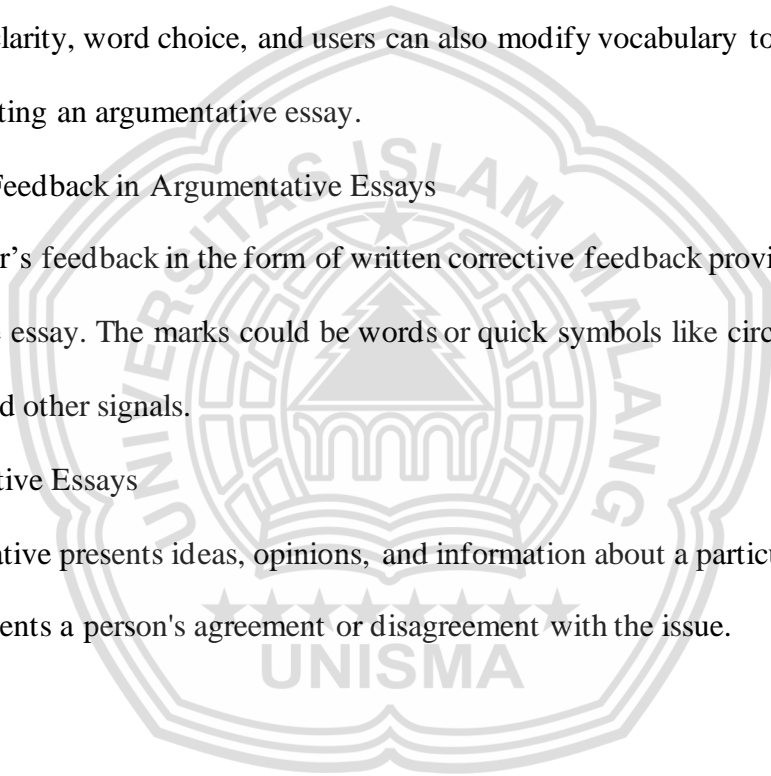 larity, word choice, and users can also modify vocabulary to
ting an argumentative essay.
Feedback in Argumentative Essays
r’s feedback in the form of written corrective feedback provi
essay. The marks could be words or quick symbols like circ
d other signals.
tive Essays
ative presents ideas, opinions, and information about a particu
ents a person's agreement or disagreement with the issue.
UNIVERSITAS ISLAM MALANG
UNISMA